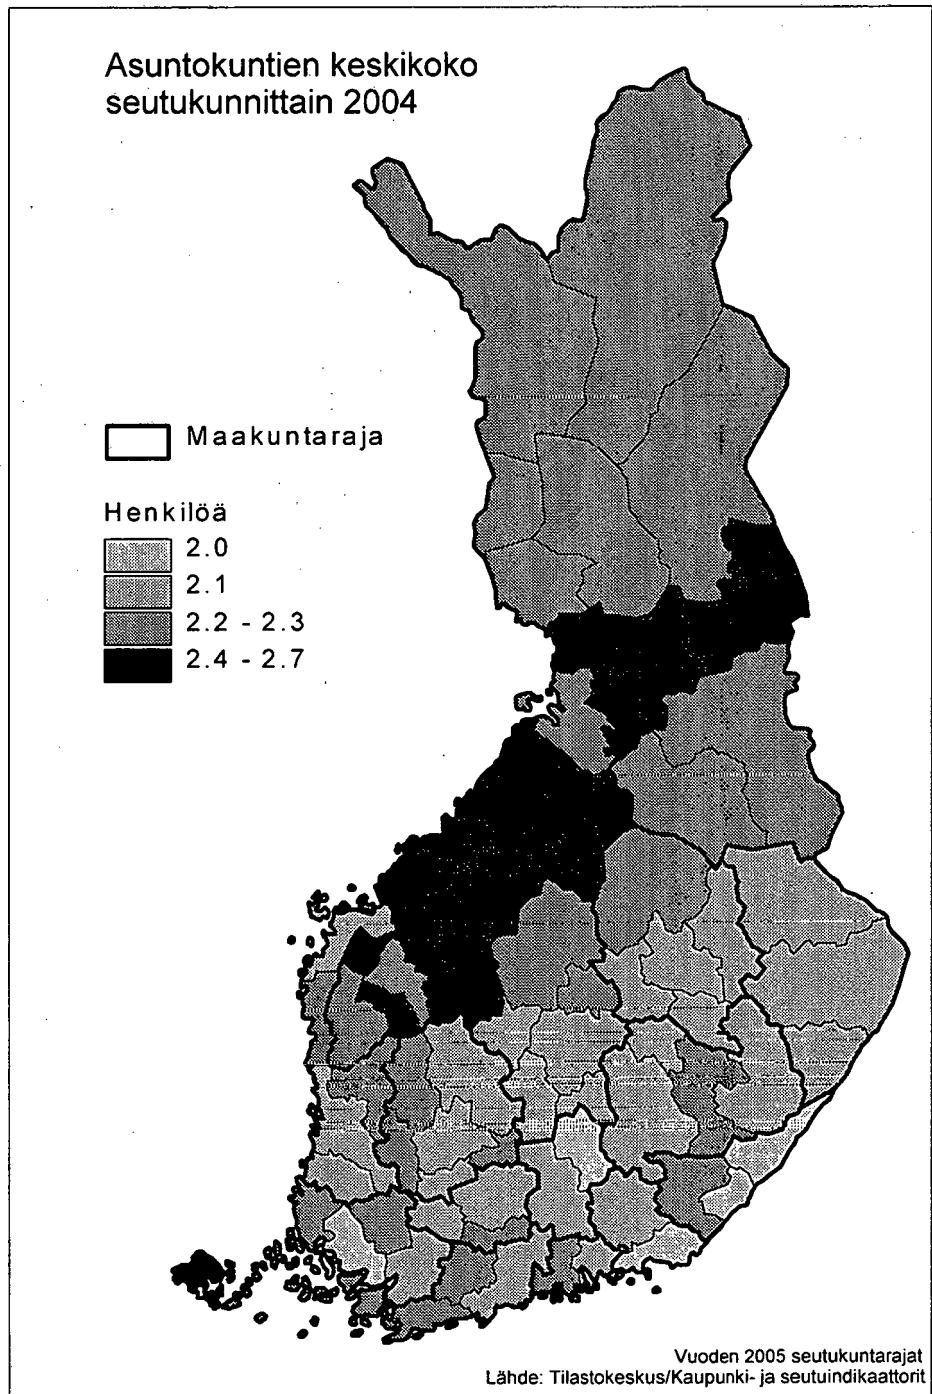 Asuntokuntien keskikoko
seutukunnittain 2004
Maakuntaraja
Henkilöä
2.0
2.1
2.2 - 2.3
2.4 - 2.7
Vuoden 2005 seutukuntarajat
Lähde: Tilastokeskus/Kaupunki- ja seutuindikaattorit